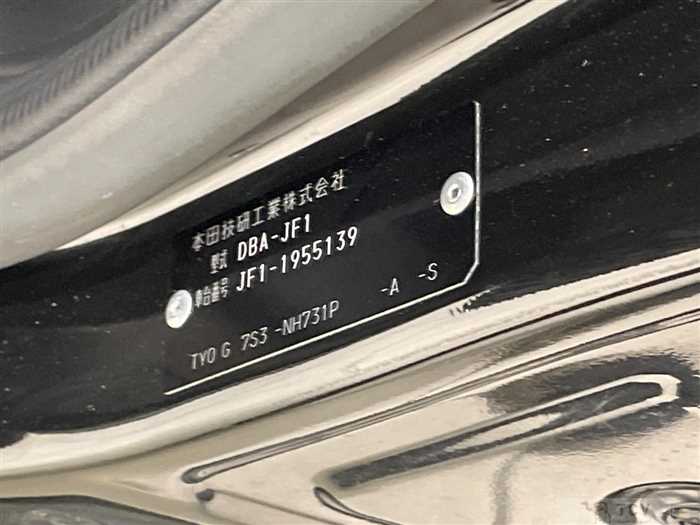 本田技研工業株式会社
型式 DBA-JF1
車台番号 JF1-1955139
TYO G 7S3 -NH731P -A -S